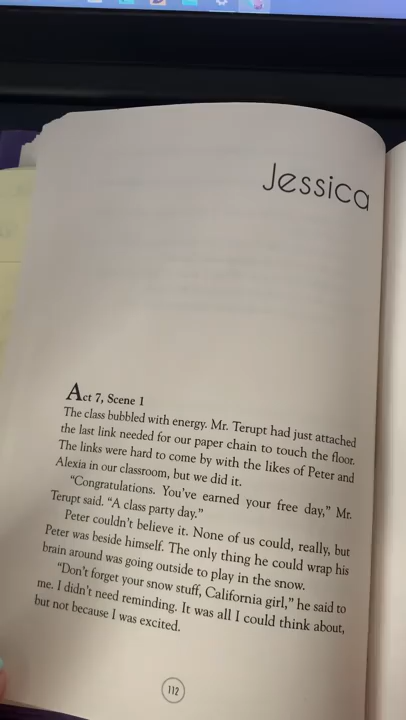 Jessica
Act 7, Scene 1
The class bubbled with energy. Mr. Terupt had just attached
the last link needed for our paper chain to touch the floor.
The links were hard to come by with the likes of Peter and
Alexia in our classroom, but we did it.
“Congratulations. You’ve earned your free day,” Mr.
Terupt said. “A class party day.”
Peter couldn’t believe it. None of us could, really, but
Peter was beside himself. The only thing he could wrap his
brain around was going outside to play in the snow.
“Don’t forget your snow stuff, California girl,” he said to
me. I didn’t need reminding. It was all I could think about,
but not because I was excited.
112